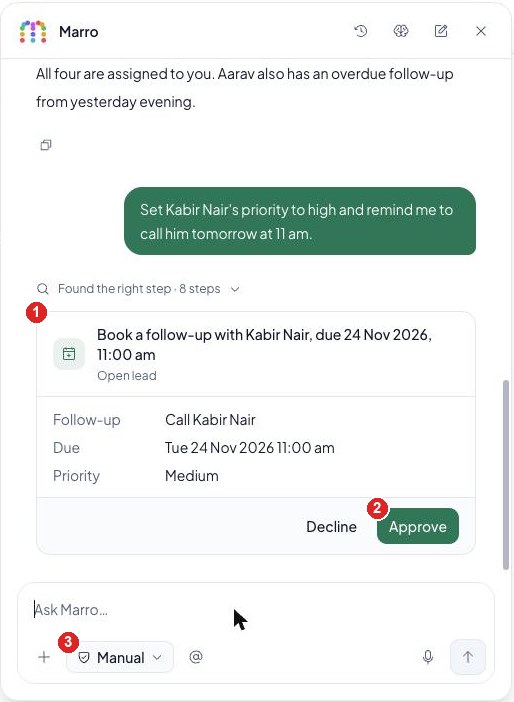 Marro
All four are assigned to you. Aarav also has an overdue follow-up
from yesterday evening.
Set Kabir Nair's priority to high and remind me to
call him tomorrow at 11 am.
Found the right step · 8 steps
1
Book a follow-up with Kabir Nair, due 24 Nov 2026,
11:00 am
Open lead
Follow-up Call Kabir Nair
Due Tue 24 Nov 2026 11:00 am
Priority Medium
2
Decline Approve
Ask Marro...
3
Manual